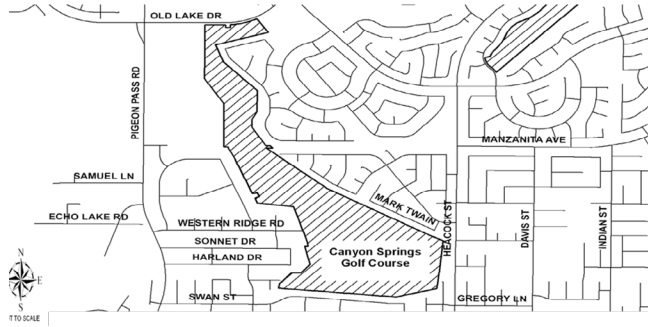 OLD LAKE DR
PIGEON PASS RD
MANZANITA AVE
SAMUEL LN
MARK TWAIN
ECHO LAKE RD
WESTERN RIDGE RD
HEACOCK ST
DAVIS ST
INDIAN ST
SONNET DR
Canyon Springs
Golf Course
HARLAND DR
N
E
S
SWAN ST
GREGORY LN
T TO SCALE